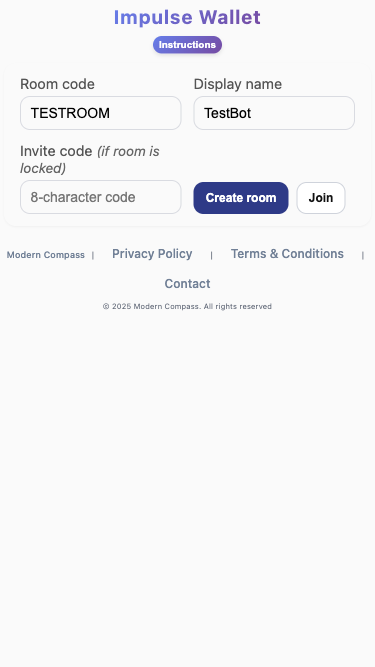 Impulse Wallet
Instructions
Room code
Display name
TESTROOM
TestBot
Invite code (if room is
locked)
8-character code
Create room
Join
Modern Compass | Privacy Policy | Terms & Conditions |
Contact
© 2025 Modern Compass. All rights reserved